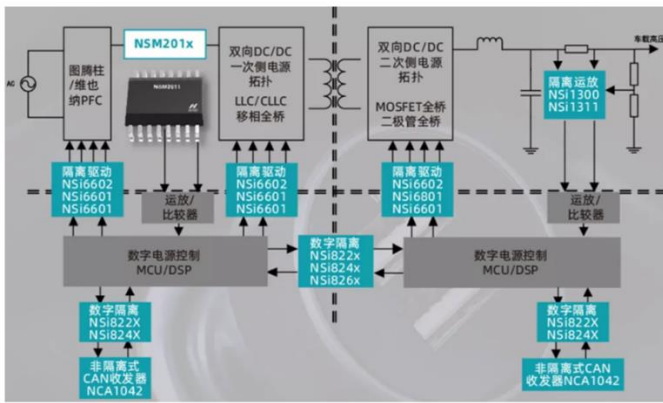 NSM201x
车载高压
AC
图腾柱
/维也
纳PFC
NSM2011
双向DC/DC
一次侧电源
拓扑
LLC/CLLC
移相全桥
双向DC/DC
二次侧电源
拓扑
MOSFET全桥
二极管全桥
隔离运放
NSi1300
NSi1311
隔离驱动
NSi6602
NSi6601
NSi6601
运放/
比较器
隔离驱动
NSi6602
NSi6601
NSi6601
隔离驱动
NSi6602
NSi6801
NSi6601
运放/
比较器
数字电源控制
MCU/DSP
数字隔离
NSi822x
NSi824x
NSi826x
数字电源控制
MCU/DSP
数字隔离
NSi822X
NSi824X
数字隔离
NSi822X
NSi824X
非隔离式
CAN收发器
NCA1042
非隔离式CAN
收发器NCA1042